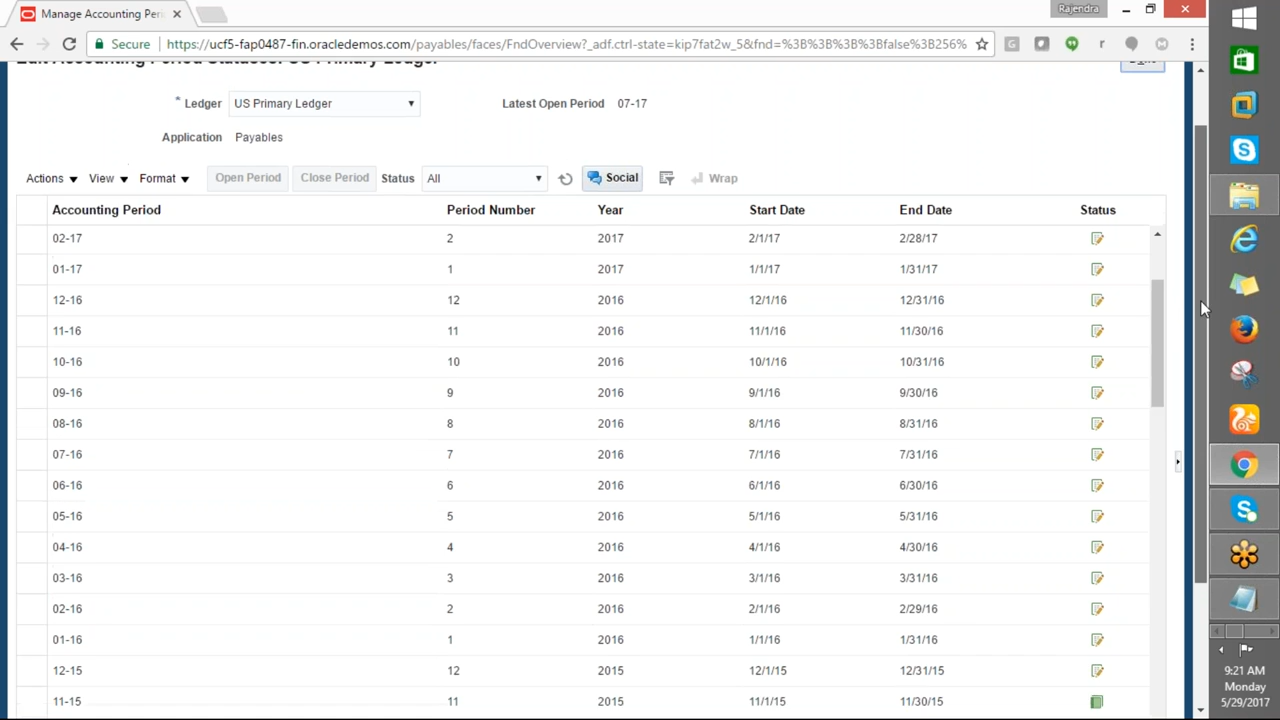 Manage Accounting Peri
Rajendra
Secure
https://ucf5-fap0487-fin.oracledemos.com/payables/faces/FndOverview?_adf.ctrl-state=kip7fat2w_5&fnd=%3B%3B%3B%3Bfalse%3B256%
Edit Accounting Period Statuses: US Primary Ledger
* Ledger US Primary Ledger Latest Open Period 07-17
Application Payables
Actions View Format Open Period Close Period Status All Social Wrap
Accounting Period Period Number Year Start Date End Date Status
02-17 2 2017 2/1/17 2/28/17
01-17 1 2017 1/1/17 1/31/17
12-16 12 2016 12/1/16 12/31/16
11-16 11 2016 11/1/16 11/30/16
10-16 10 2016 10/1/16 10/31/16
09-16 9 2016 9/1/16 9/30/16
08-16 8 2016 8/1/16 8/31/16
07-16 7 2016 7/1/16 7/31/16
06-16 6 2016 6/1/16 6/30/16
05-16 5 2016 5/1/16 5/31/16
04-16 4 2016 4/1/16 4/30/16
03-16 3 2016 3/1/16 3/31/16
02-16 2 2016 2/1/16 2/29/16
01-16 1 2016 1/1/16 1/31/16
12-15 12 2015 12/1/15 12/31/15
11-15 11 2015 11/1/15 11/30/15
9:21 AM
Monday
5/29/2017